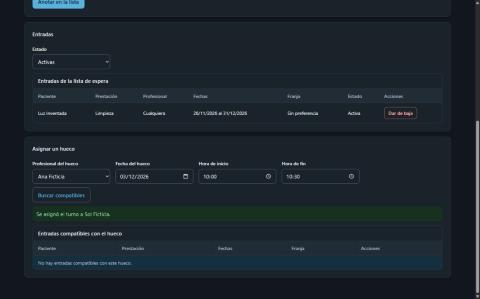 Anotar en la lista
Entradas
Estado
Activas
Entradas de la lista de espera
Paciente Prestación Profesional Fechas Franja Estado Acciones
Luz Inventada Limpieza Cualquiera 20/11/2026 al 31/12/2026 Sin preferencia Activa Dar de baja
Asignar un hueco
Profesional del hueco Fecha del hueco Hora de inicio Hora de fin
Ana Ficticia 03/12/2026 10:00 10:30
Buscar compatibles
Se asignó el turno a Sol Ficticia.
Entradas compatibles con el hueco
Paciente Prestación Fechas Franja Acciones
No hay entradas compatibles con este hueco.